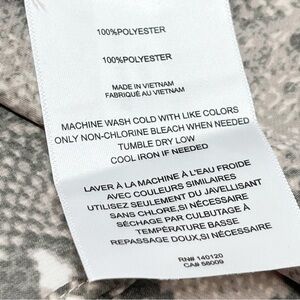 100%POLYESTER
100%POLYESTER
MADE IN VIETNAM
FABRIQUÉ AU VIETNAM
MACHINE WASH COLD WITH LIKE COLORS
ONLY NON-CHLORINE BLEACH WHEN NEEDED
TUMBLE DRY LOW
COOL IRON IF NEEDED
LAVER À LA MACHINE À L'EAU FROIDE
AVEC COULEURS SIMILAIRES
UTILISEZ SEULEMENT DU JAVELLISANT
SANS CHLORE,SI NÉCESSAIRE
SÉCHAGE PAR CULBUTAGE À
TEMPÉRATURE BASSE
REPASSAGE DOUX,SI NÉCESSAIRE
RN# 140120
CA# 56009